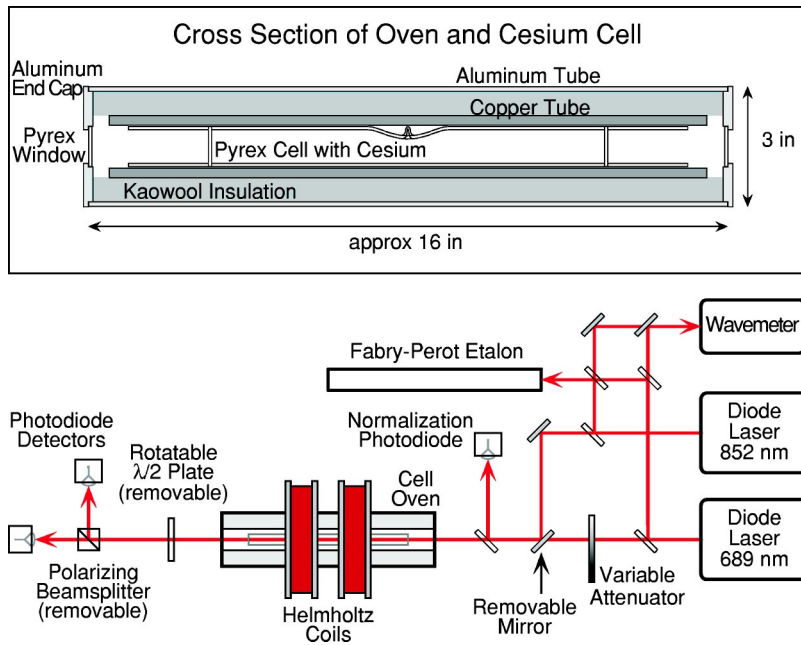 Cross Section of Oven and Cesium Cell
Aluminum
End Cap
Aluminum Tube
Copper Tube
Pyrex
Window
Pyrex Cell with Cesium
3 in
Kaowool Insulation
approx 16 in
Wavemeter
Fabry-Perot Etalon
Photodiode
Detectors
Rotatable
λ/2 Plate
(removable)
Normalization
Photodiode
Diode
Laser
852 nm
Cell
Oven
Diode
Laser
689 nm
Polarizing
Beamsplitter
(removable)
Helmholtz
Coils
Removable
Mirror
Variable
Attenuator